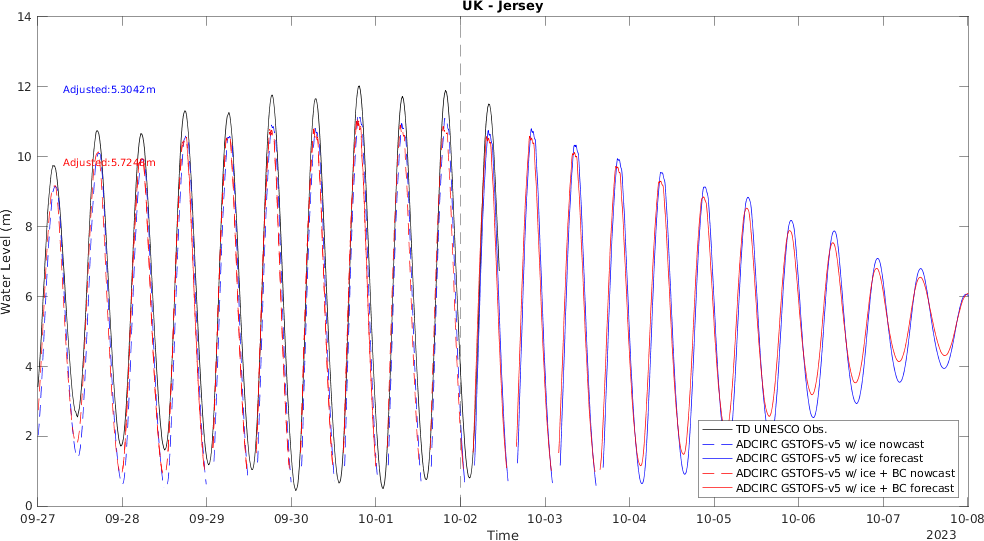 UK - Jersey
14
12
10
8
6
4
2
0
Water Level (m)
Adjusted:5.3042m
TD UNESCO Obs.
ADCIRC GSTOFS-v5 w/ ice nowcast
ADCIRC GSTOFS-v5 w/ ice forecast
ADCIRC GSTOFS-v5 w/ ice + BC nowcast
ADCIRC GSTOFS-v5 w/ ice + BC forecast
09-27 09-28 09-29 09-30 10-01 10-02 10-03 10-04 10-05 10-06 10-07 10-08
Time
2023